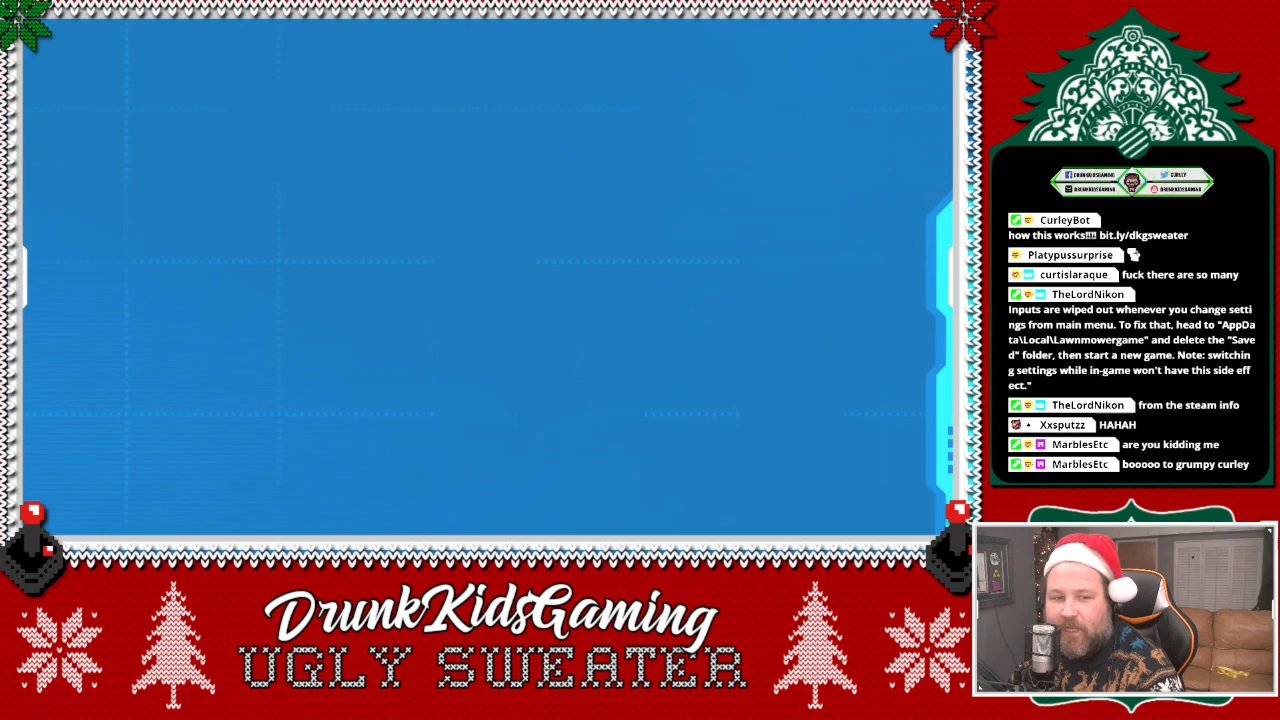 DRUNKKIDSGAMING
CURLEY
DRUNKKIDSGAMING
DRUNKKIDSGAMING
CurleyBot
how this works!!!! bit.ly/dkgsweater
Platypussurprise
curtislaraque fuck there are so many
TheLordNikon
Inputs are wiped out whenever you change setti
ngs from main menu. To fix that, head to "AppDa
ta\Local\Lawnmowergame" and delete the "Save
d" folder, then start a new game. Note: switchin
g settings while in-game won't have this side eff
ect."
TheLordNikon from the steam info
Xxsputzz HAHAH
MarblesEtc are you kidding me
MarblesEtc booooo to grumpy curley
DrunkKidsGaming
UGLY SWEATER